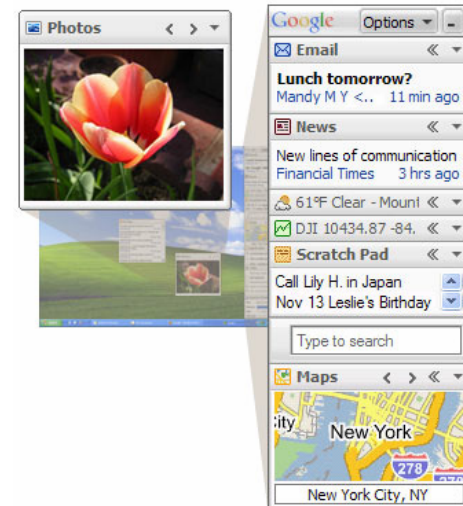 Photos
Google Options
Email
Lunch tomorrow?
Mandy M Y <.. 11 min ago
News
New lines of communication
Financial Times 3 hrs ago
61°F Clear - Mount
DJI 10434.87 -84.
Scratch Pad
Call Lily H. in Japan
Nov 13 Leslie's Birthday
Type to search
Maps
City
New York
278
New York City, NY